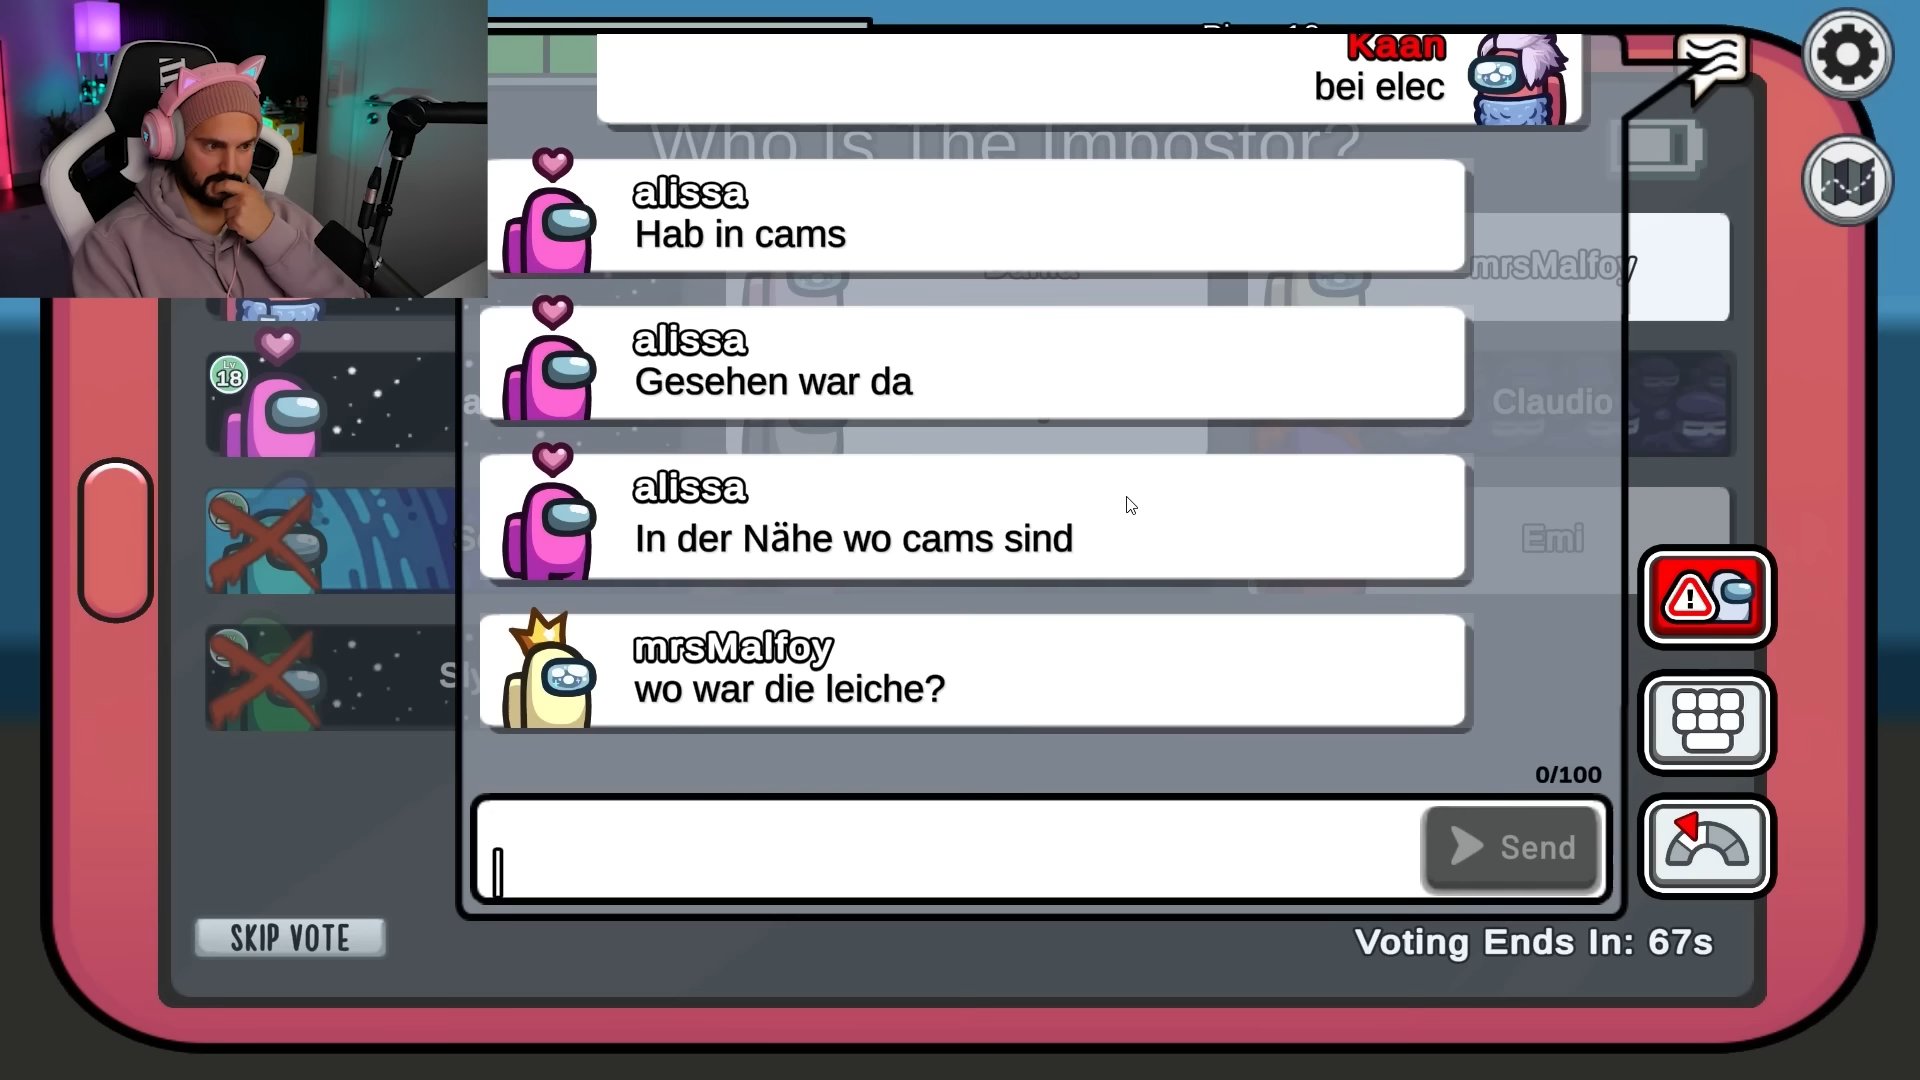 Kaan
bei elec
Who Is The Impostor?
alissa
Hab in cams
mrsMalfoy
alissa
Gesehen war da
Lv
18
Claudio
alissa
In der Nähe wo cams sind
Emi
mrsMalfoy
wo war die leiche?
0/100
Send
SKIP VOTE
Voting Ends In: 67s